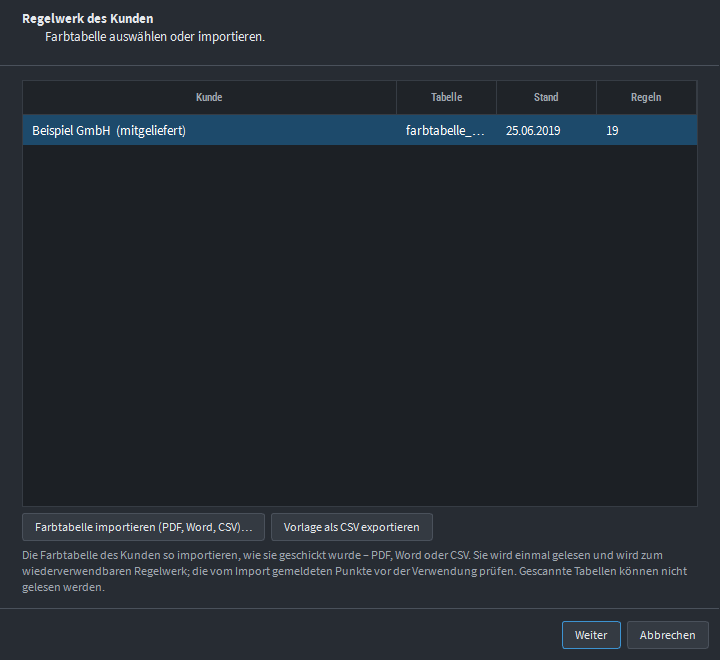 Regelwerk des Kunden
Farbtabelle auswählen oder importieren.
Kunde Tabelle Stand Regeln
Beispiel GmbH (mitgeliefert) farbtabelle_… 25.06.2019 19
Farbtabelle importieren (PDF, Word, CSV)… Vorlage als CSV exportieren
Die Farbtabelle des Kunden so importieren, wie sie geschickt wurde – PDF, Word oder CSV. Sie wird einmal gelesen und wird zum
wiederverwendbaren Regelwerk; die vom Import gemeldeten Punkte vor der Verwendung prüfen. Gescannte Tabellen können nicht
gelesen werden.
Weiter Abbrechen